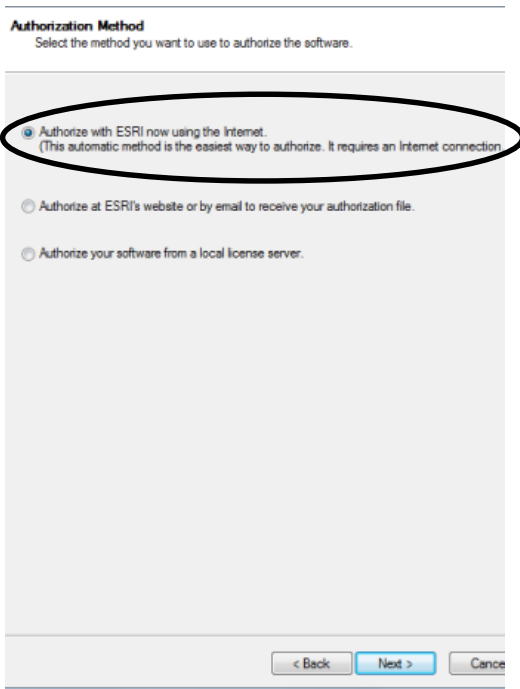 Authorization Method
Select the method you want to use to authorize the software.
Authorize with ESRI now using the Internet.
(This automatic method is the easiest way to authorize. It requires an Internet connection
Authorize at ESRI's website or by email to receive your authorization file.
Authorize your software from a local license server.
< Back Next > Cance